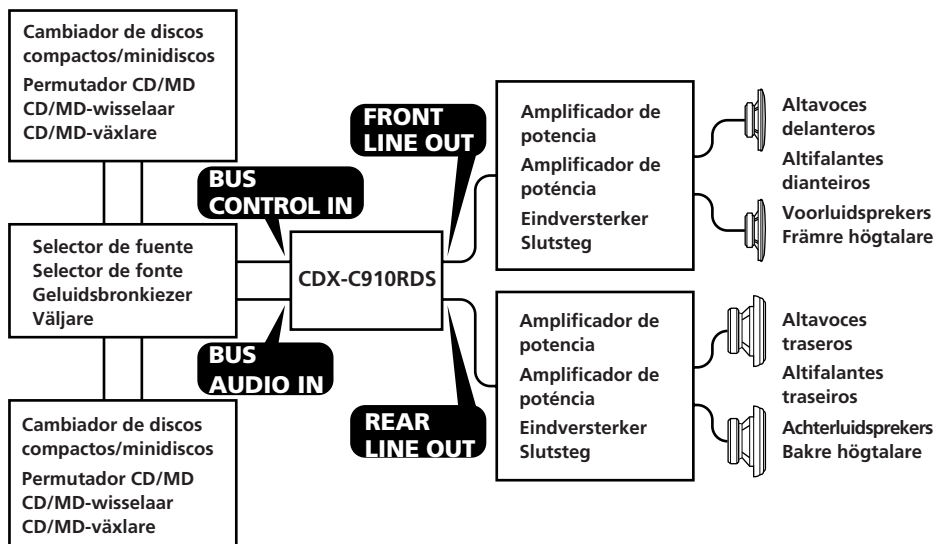 Cambiador de discos
compactos/minidiscos
Permutador CD/MD
CD/MD-wisselaar
CD/MD-växlare
Selector de fuente
Selector de fonte
Geluidsbronkiezer
Väljare
Cambiador de discos
compactos/minidiscos
Permutador CD/MD
CD/MD-wisselaar
CD/MD-växlare
BUS
CONTROL IN
BUS
AUDIO IN
CDX-C910RDS
FRONT
LINE OUT
REAR
LINE OUT
Amplificador de
potencia
Amplificador de
poténcia
Eindversterker
Slutsteg
Amplificador de
potencia
Amplificador de
poténcia
Eindversterker
Slutsteg
Altavoces
delanteros
Altifalantes
dianteiros
Voorluidsprekers
Främre högtalare
Altavoces
traseros
Altifalantes
traseiros
Achterluidsprekers
Bakre högtalare